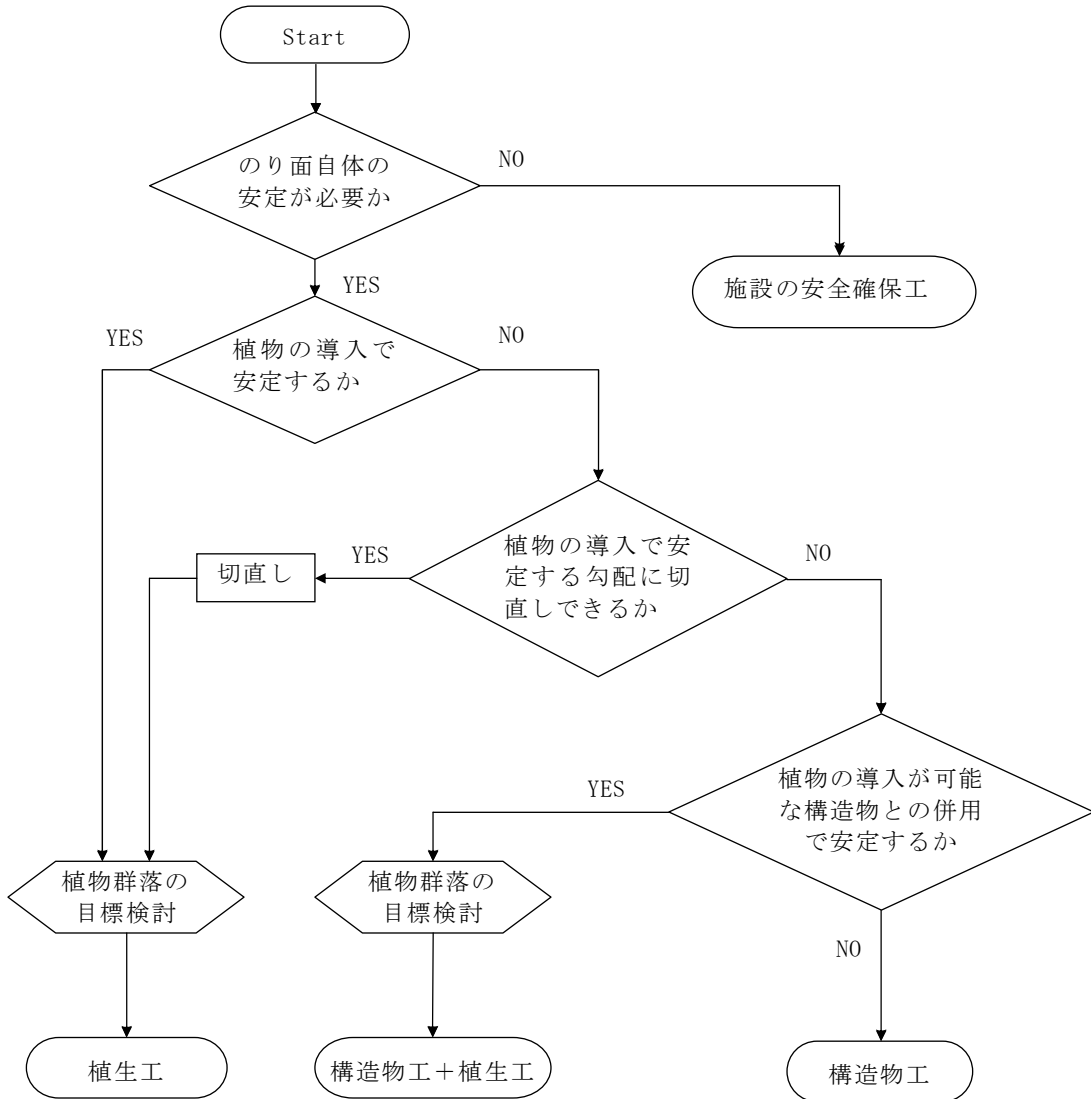 Start
のり面自体の
安定が必要か
NO
YES
施設の安全確保工
YES
植物の導入で
安定するか
NO
切直し
YES
植物の導入で安
定する勾配に切
直しできるか
NO
YES
植物の導入が可能
な構造物との併用
で安定するか
植物群落の
目標検討
植物群落の
目標検討
NO
植生工
構造物工+植生工
構造物工